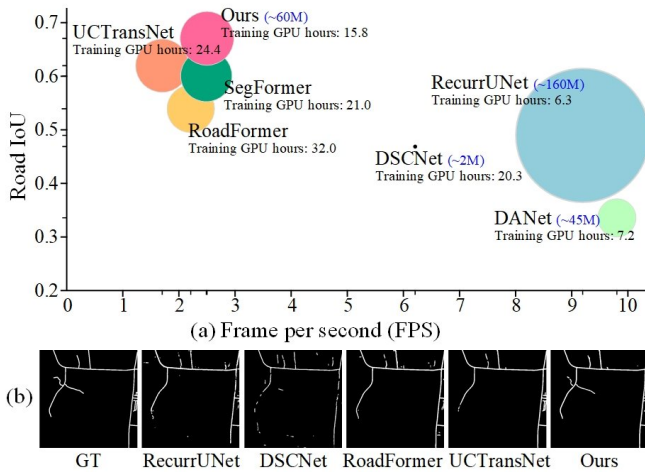 0.7
0.6
0.5
0.4
0.3
0.2
Road IoU
Ours (~60M)
Training GPU hours: 15.8
UCTransNet
Training GPU hours: 24.4
SegFormer
Training GPU hours: 21.0
RoadFormer
Training GPU hours: 32.0
RecurrUNet (~160M)
Training GPU hours: 6.3
DSCNet (~2M)
Training GPU hours: 20.3
DANet (~45M)
Training GPU hours: 7.2
0 1 2 3 4 5 6 7 8 9 10
(a) Frame per second (FPS)
(b)
GT RecurrUNet DSCNet RoadFormer UCTransNet Ours